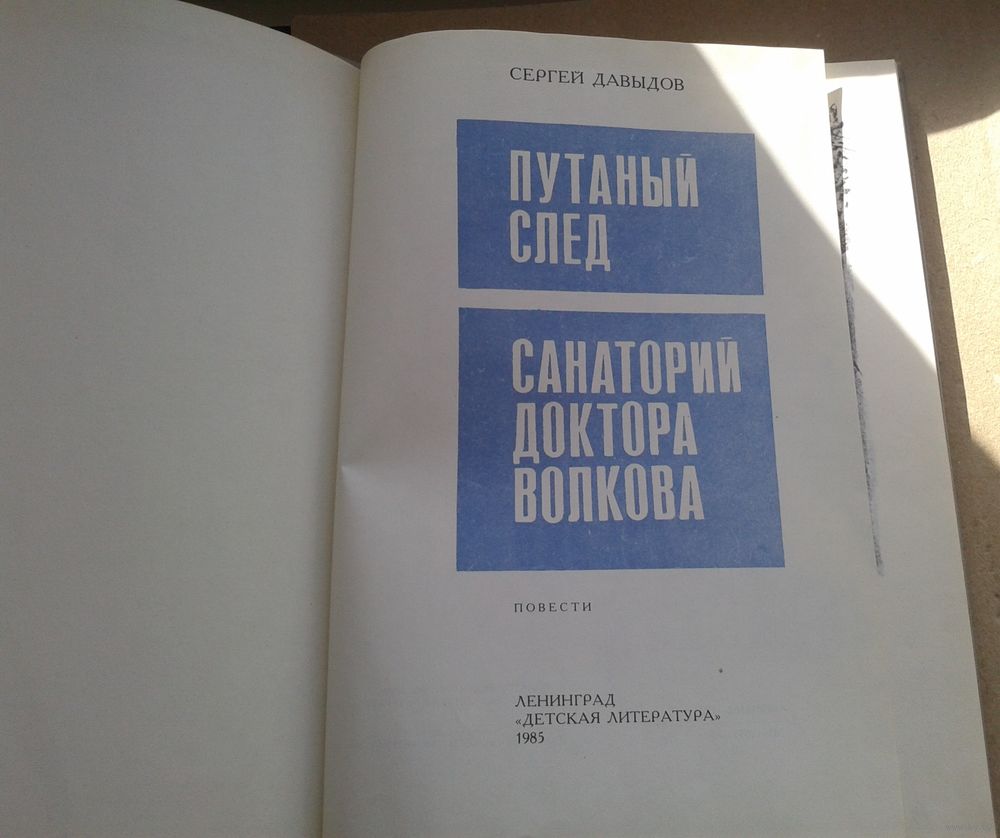 СЕРГЕЙ ДАВЫДОВ
ПУТАНЫЙ
СЛЕД
САНАТОРИЙ
ДОКТОРА
ВОЛКОВА
ПОВЕСТИ
ЛЕНИНГРАД
«ДЕТСКАЯ ЛИТЕРАТУРА»
1985